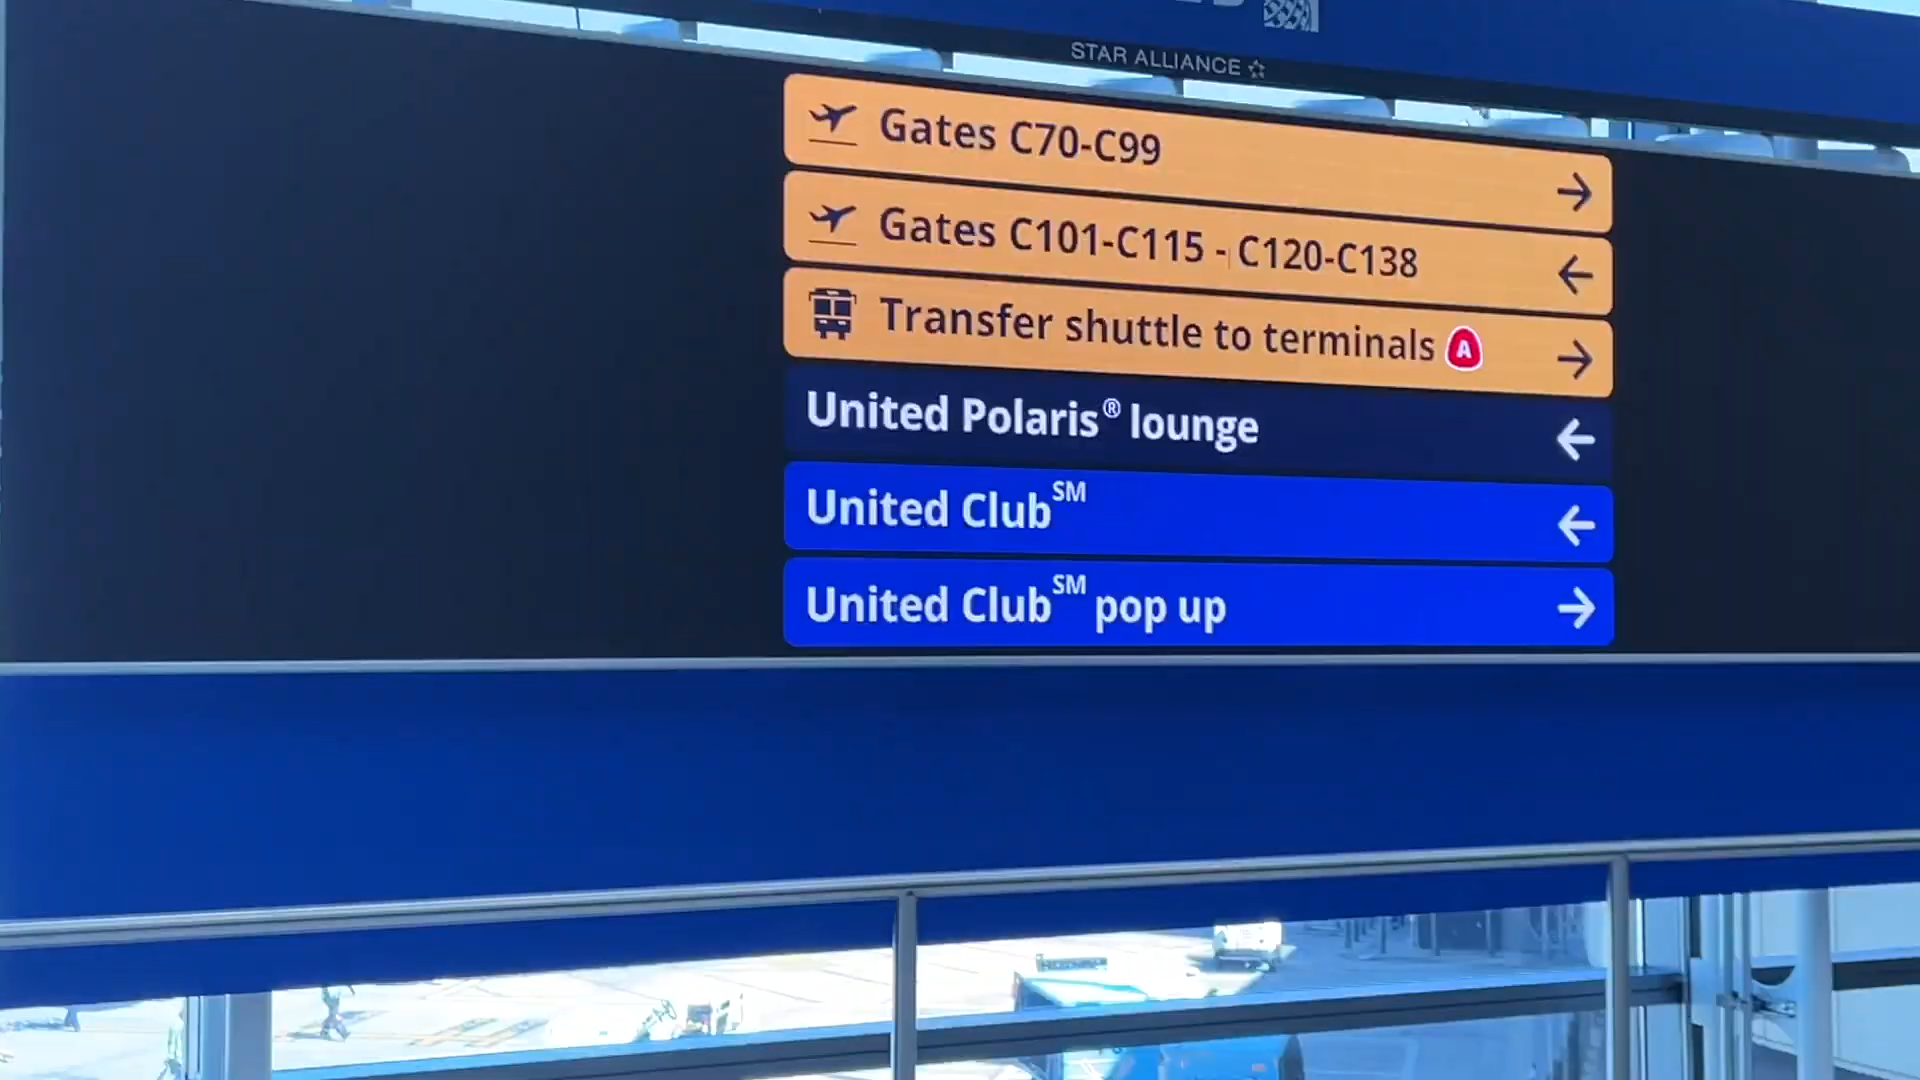 STAR ALLIANCE
Gates C70-C99
Gates C101-C115 - C120-C138
Transfer shuttle to terminals A
United Polaris® lounge
United Club℠
United Club℠ pop up